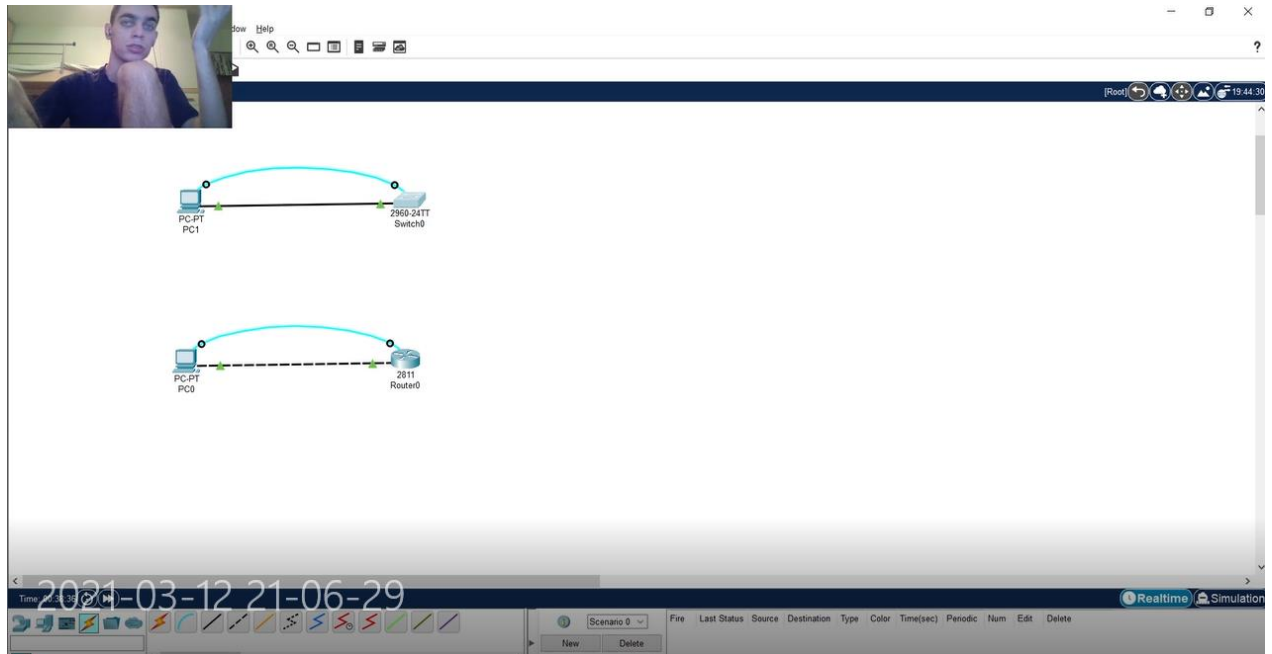 dow Help
?
[Root] 19:44:30
PC-PT
PC1
2960-24TT
Switch0
PC-PT
PC0
2811
Router0
2021-03-12 21-06-29
Time:
Realtime Simulation
Scenario 0
Fire Last Status Source Destination Type Color Time(sec) Periodic Num Edit Delete
New Delete